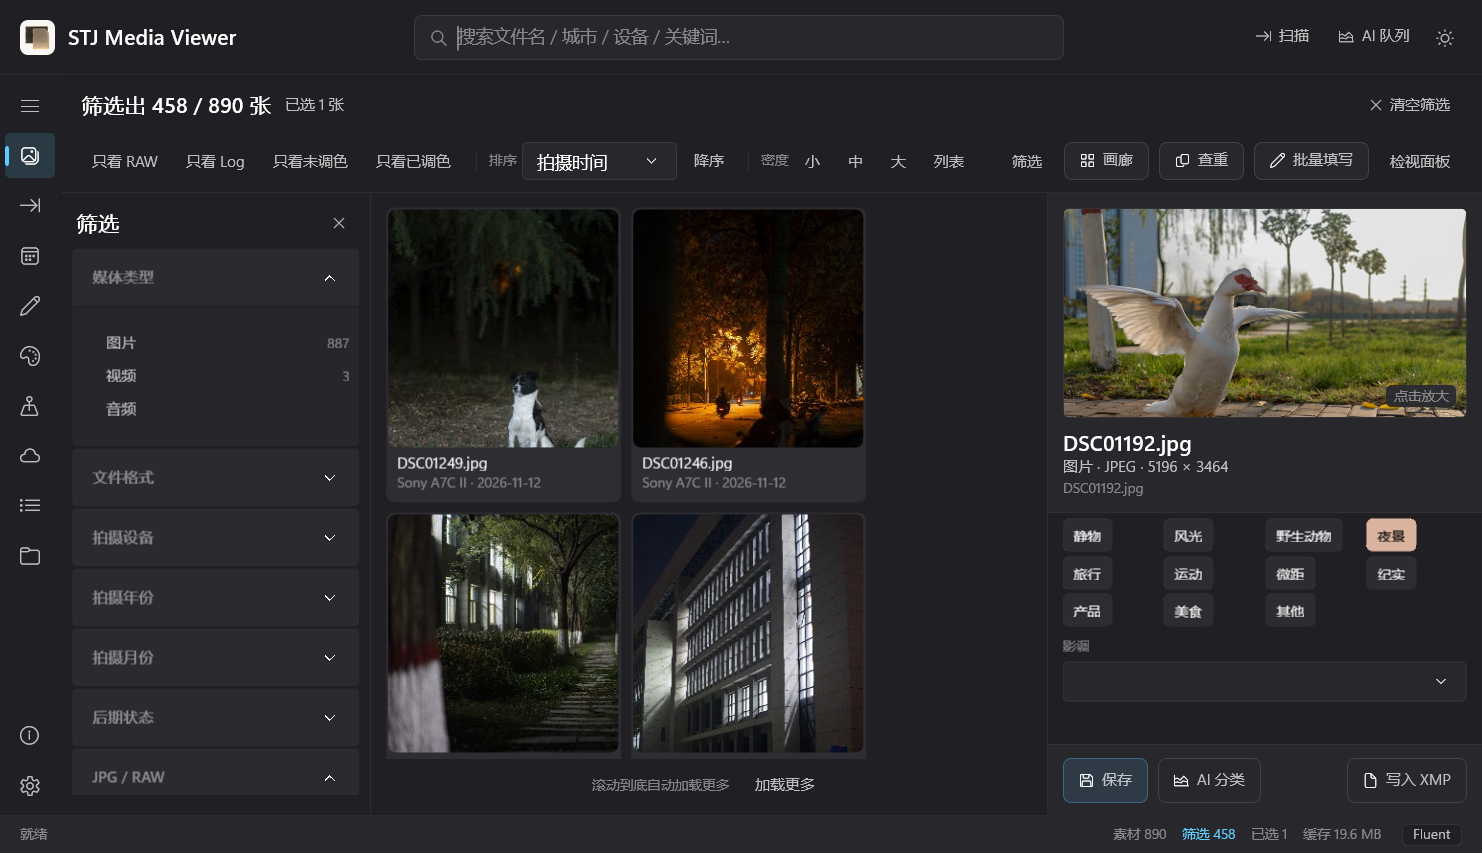 STJ Media Viewer
搜索文件名 / 城市 / 设备 / 关键词...
扫描
AI 队列
筛选出 458 / 890 张
已选 1 张
清空筛选
只看 RAW
只看 Log
只看未调色
只看已调色
排序
拍摄时间
降序
密度
小
中
大
列表
筛选
画廊
查重
批量填写
检视面板
筛选
媒体类型
图片
887
视频
3
音频
文件格式
拍摄设备
拍摄年份
拍摄月份
后期状态
JPG / RAW
DSC01249.jpg
Sony A7C II · 2026-11-12
DSC01246.jpg
Sony A7C II · 2026-11-12
滚动到底自动加载更多
加载更多
点击放大
DSC01192.jpg
图片 · JPEG · 5196 × 3464
DSC01192.jpg
静物
风光
野生动物
夜景
旅行
运动
微距
纪实
产品
美食
其他
影调
保存
AI 分类
写入 XMP
就绪
素材 890
筛选 458
已选 1
缓存 19.6 MB
Fluent